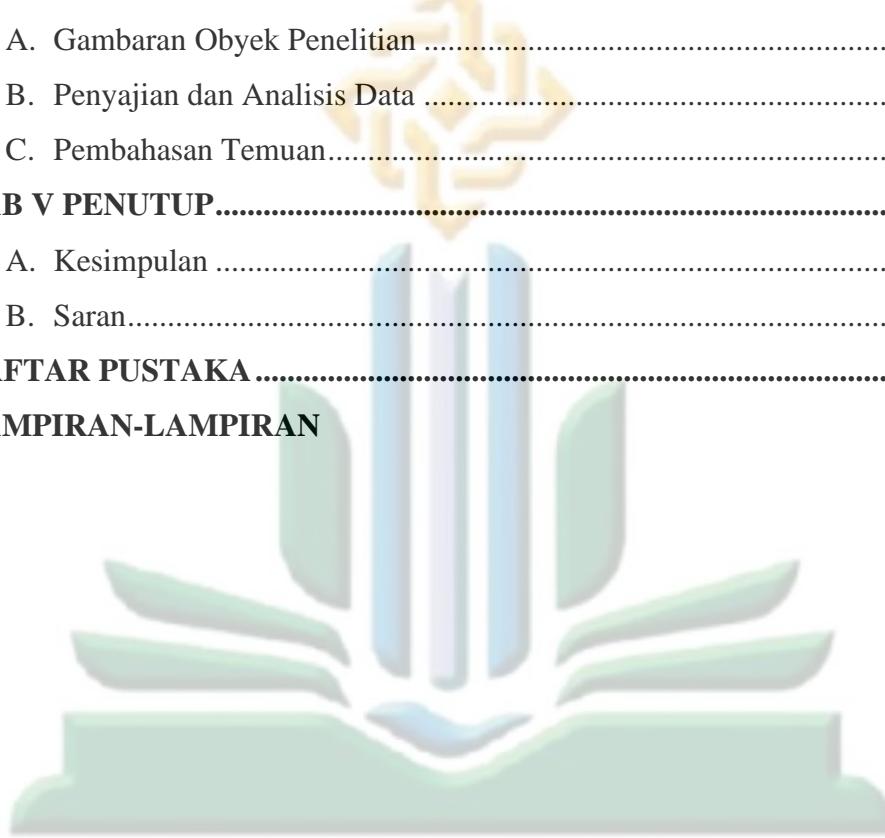 A. Gambaran Obyek Penelitian ....................................................................
B. Penyajian dan Analisis Data ....................................................................
C. Pembahasan Temuan................................................................................
B V PENUTUP................................................................................................
A. Kesimpulan ..............................................................................................
B. Saran.........................................................................................................
FTAR PUSTAKA ...........................................................................................
MPIRAN-LAMPIRAN